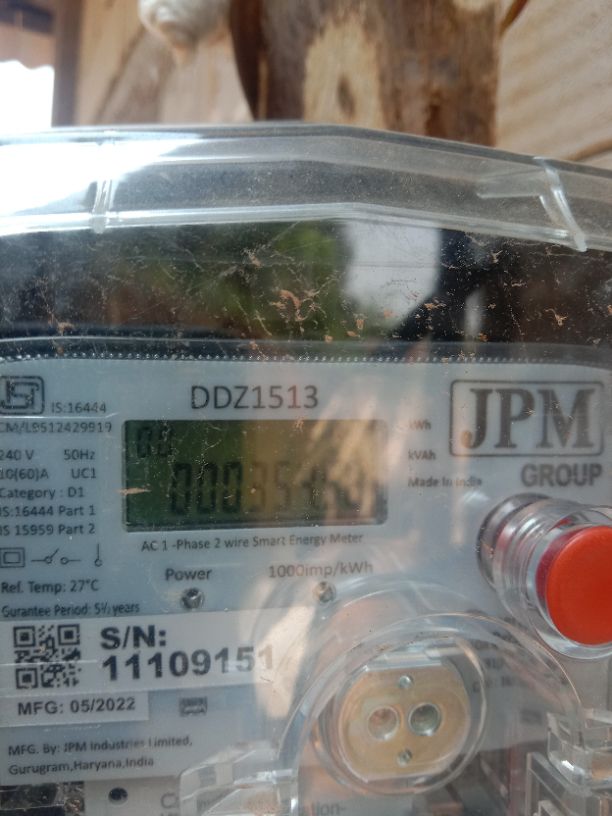 DDZ1513
JPM
GROUP
IS:16444
CM/L9512429919
240 V 50Hz
10(60)A UC1
Category : D1
IS:16444 Part 1
IS 15959 Part 2
00
kWh
kVAh
Made in India
AC 1 -Phase 2 wire Smart Energy Meter
Power 1000imp/kWh
Ref. Temp: 27°C
Gurantee Period: 5½ years
S/N:
11109151
MFG: 05/2022
MFG. By: JPM Industries Limited,
Gurugram,Haryana,India